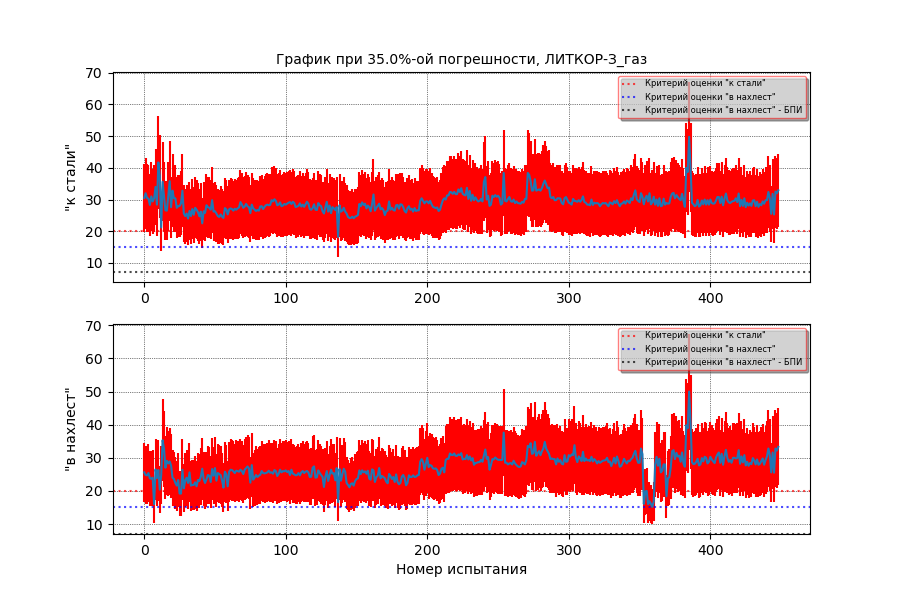 График при 35.0%-ой погрешности, ЛИТКОР-З_газ
"к стали"
70
60
50
40
30
20
10
Критерий оценки "к стали"
Критерий оценки "в нахлест"
Критерий оценки "в нахлест" - БПИ
0 100 200 300 400
"в нахлест"
70
60
50
40
30
20
10
Критерий оценки "к стали"
Критерий оценки "в нахлест"
Критерий оценки "в нахлест" - БПИ
0 100 200 300 400
Номер испытания